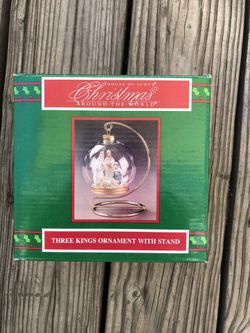 HOUSE OF LLOYD
Christmas
AROUND THE WORLD
THREE KINGS ORNAMENT WITH STAND